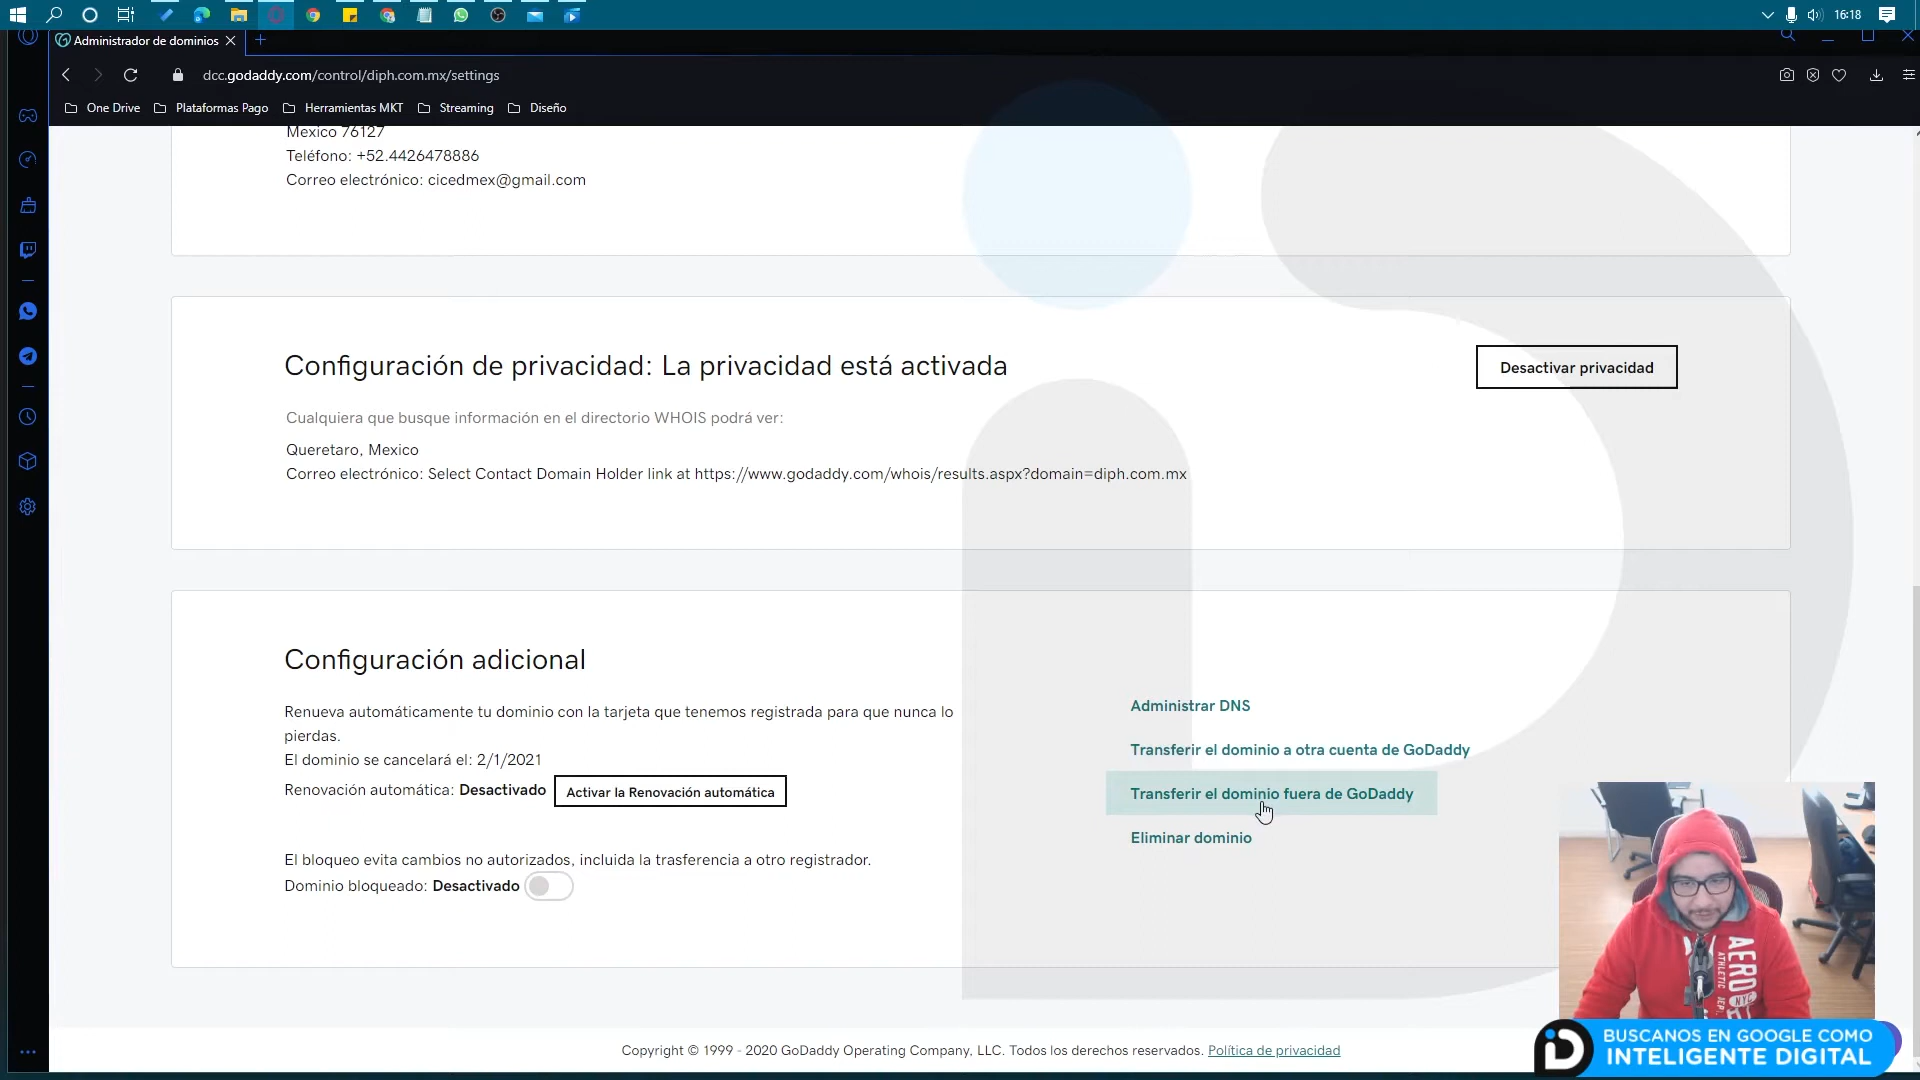 16:18
Administrador de dominios
dcc.godaddy.com/control/diph.com.mx/settings
One Drive
Plataformas Pago
Herramientas MKT
Streaming
Diseño
Mexico 76127
Teléfono: +52.4426478886
Correo electrónico: cicedmex@gmail.com
Configuración de privacidad: La privacidad está activada
Desactivar privacidad
Cualquiera que busque información en el directorio WHOIS podrá ver:
Queretaro, Mexico
Correo electrónico: Select Contact Domain Holder link at https://www.godaddy.com/whois/results.aspx?domain=diph.com.mx
Configuración adicional
Renueva automáticamente tu dominio con la tarjeta que tenemos registrada para que nunca lo
pierdas.
El dominio se cancelará el: 2/1/2021
Renovación automática: Desactivado
Activar la Renovación automática
El bloqueo evita cambios no autorizados, incluida la trasferencia a otro registrador.
Dominio bloqueado: Desactivado
Administrar DNS
Transferir el dominio a otra cuenta de GoDaddy
Transferir el dominio fuera de GoDaddy
Eliminar dominio
AERO
ATHLETIC
NYC
Copyright © 1999 - 2020 GoDaddy Operating Company, LLC. Todos los derechos reservados. Política de privacidad
iD
BUSCANOS EN GOOGLE COMO
INTELIGENTE DIGITAL